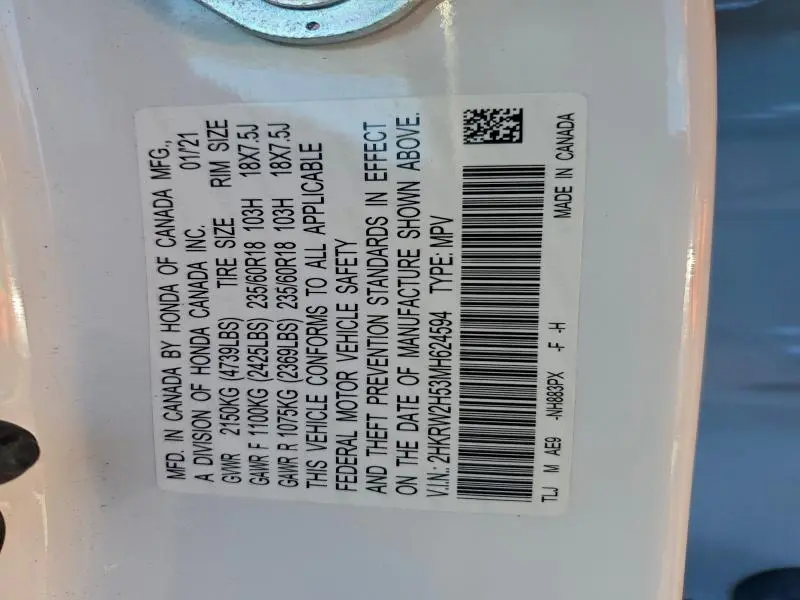 MFD. IN CANADA BY HONDA OF CANADA MFG.,
A DIVISION OF HONDA CANADA INC. 01/'21
GVWR 2150KG (4739LBS) TIRE SIZE RIM SIZE
GAWR F 1100KG (2425LBS) 235/60R18 103H 18X7.5J
GAWR R 1075KG (2369LBS) 235/60R18 103H 18X7.5J
THIS VEHICLE CONFORMS TO ALL APPLICABLE
FEDERAL MOTOR VEHICLE SAFETY
AND THEFT PREVENTION STANDARDS IN EFFECT
ON THE DATE OF MANUFACTURE SHOWN ABOVE.
V.I.N.: 2HKRW2H53MH624594 TYPE: MPV
TLJ M AE9 -NH883PX -F -H MADE IN CANADA